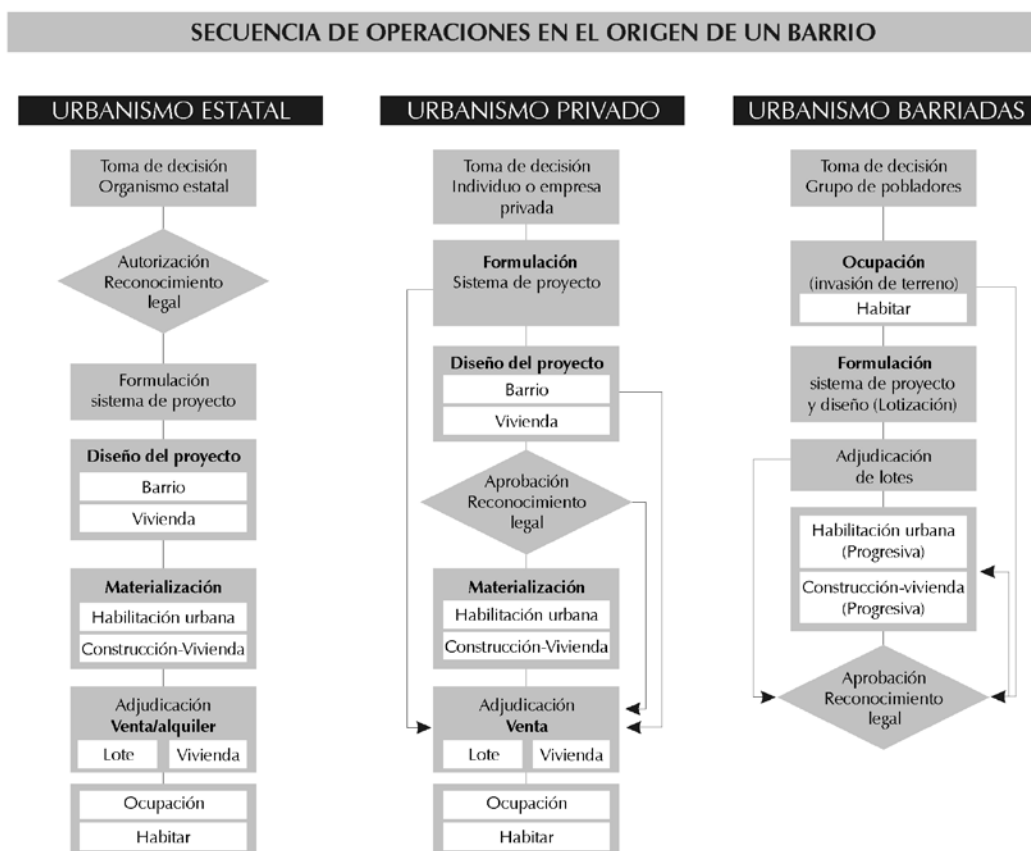 SECUENCIA DE OPERACIONES EN EL ORIGEN DE UN BARRIO
URBANISMO ESTATAL
Toma de decisión
Organismo estatal
Autorización
Reconocimiento
legal
Formulación
sistema de proyecto
Diseño del proyecto
Barrio
Vivienda
Materialización
Habilitación urbana
Construcción-Vivienda
Adjudicación
Venta/alquiler
Lote
Vivienda
Ocupación
Habitar
URBANISMO PRIVADO
Toma de decisión
Individuo o empresa
privada
Formulación
Sistema de proyecto
Diseño del proyecto
Barrio
Vivienda
Aprobación
Reconocimiento
legal
Materialización
Habilitación urbana
Construcción-Vivienda
Adjudicación
Venta
Lote
Vivienda
Ocupación
Habitar
URBANISMO BARRIADAS
Toma de decisión
Grupo de pobladores
Ocupación
(invasión de terreno)
Habitar
Formulación
sistema de proyecto
y diseño (Lotización)
Adjudicación
de lotes
Habilitación urbana
(Progresiva)
Construcción-vivienda
(Progresiva)
Aprobación
Reconocimiento
legal